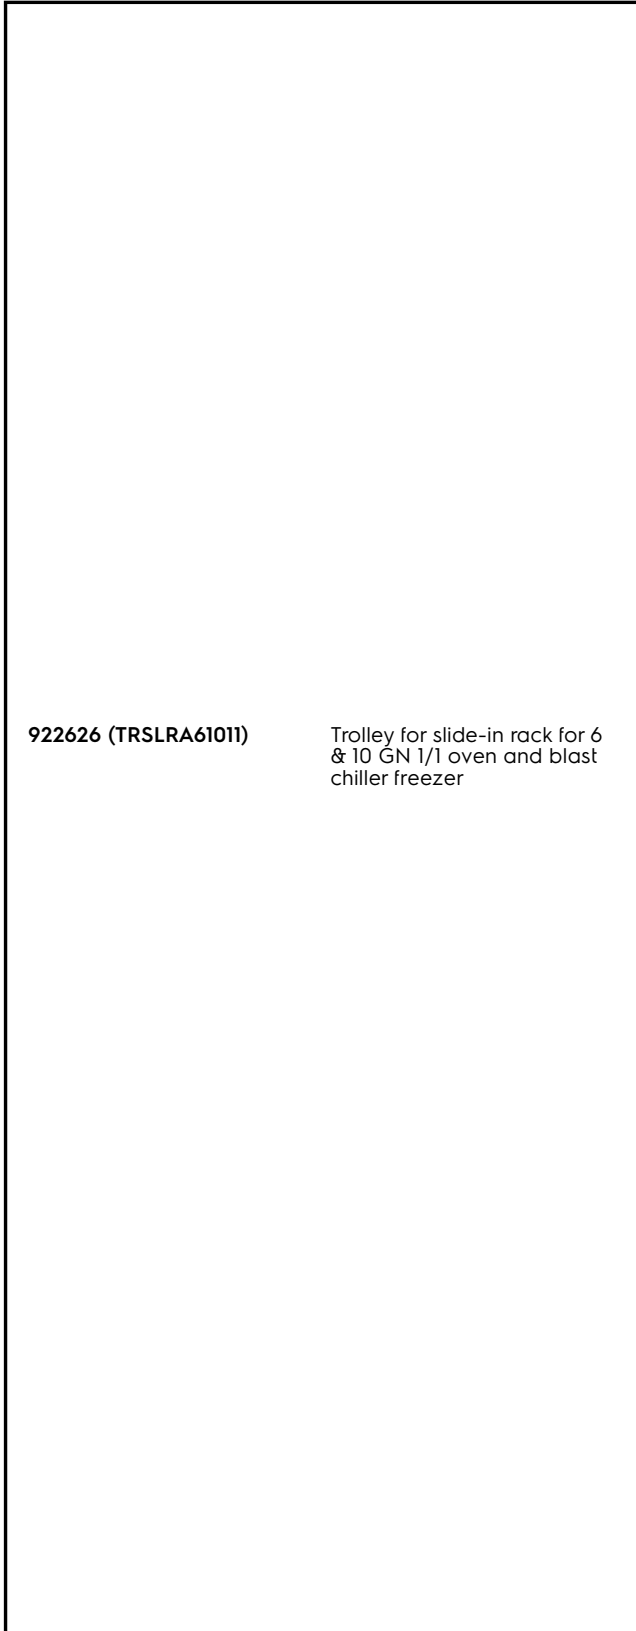 922626 (TRSLRA61011)
Trolley for slide-in rack for 6
& 10 GN 1/1 oven and blast
chiller freezer